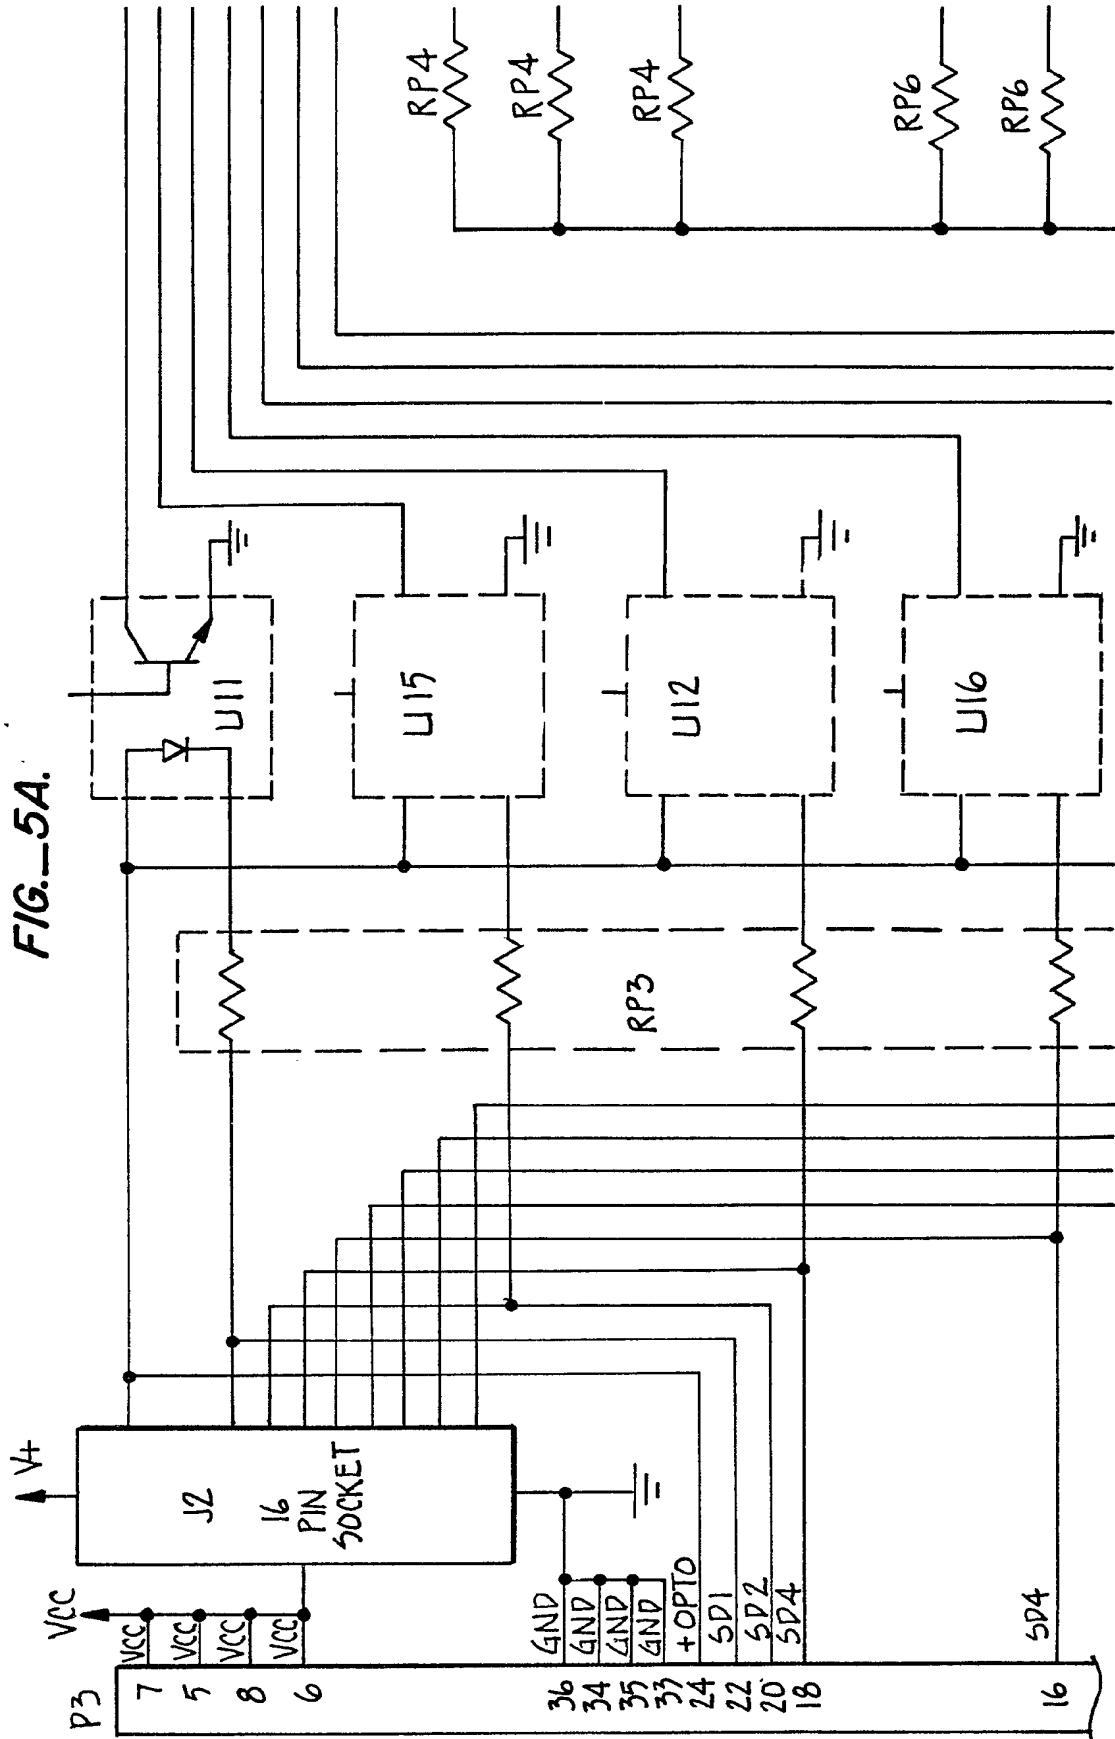 FIG._5A.
P3
VCC
V+
7
VCC
5
VCC
8
VCC
6
VCC
J2
16
PIN
SOCKET
36
GND
34
GND
35
GND
33
GND
24
+OPTO
22
SD1
20
SD2
18
SD4
16
SD4
RP3
U11
U15
U12
U16
RP4
RP4
RP4
RP6
RP6